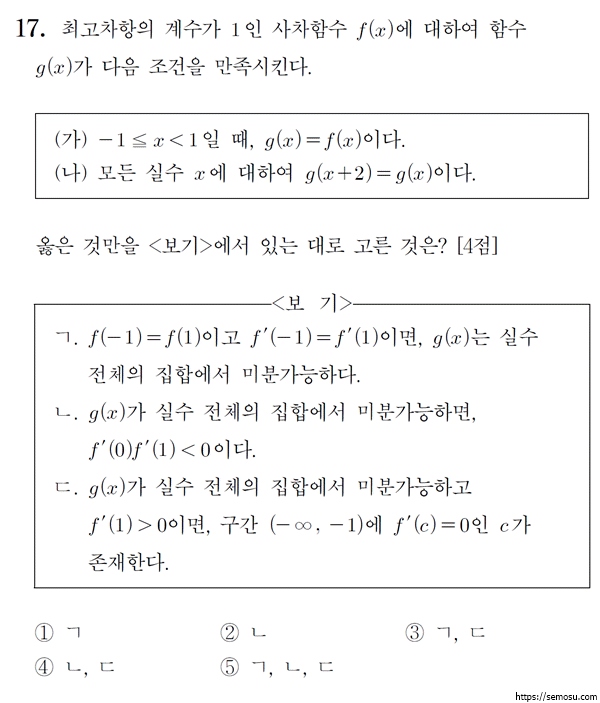 17. 최고차항의 계수가 1인 사차함수 f(x)에 대하여 함수
g(x)가 다음 조건을 만족시킨다.
(가) -1≦x<1일 때, g(x)=f(x)이다.
(나) 모든 실수 x에 대하여 g(x+2)=g(x)이다.
옳은 것만을 <보기>에서 있는 대로 고른 것은? [4점]
<보 기>
ㄱ. f(-1)=f(1)이고 f′(-1)=f′(1)이면, g(x)는 실수
전체의 집합에서 미분가능하다.
ㄴ. g(x)가 실수 전체의 집합에서 미분가능하면,
f′(0)f′(1)<0이다.
ㄷ. g(x)가 실수 전체의 집합에서 미분가능하고
f′(1)>0이면, 구간 (-∞, -1)에 f′(c)=0인 c가
존재한다.
① ㄱ ② ㄴ ③ ㄱ, ㄷ
④ ㄴ, ㄷ ⑤ ㄱ, ㄴ, ㄷ
https://semosu.com